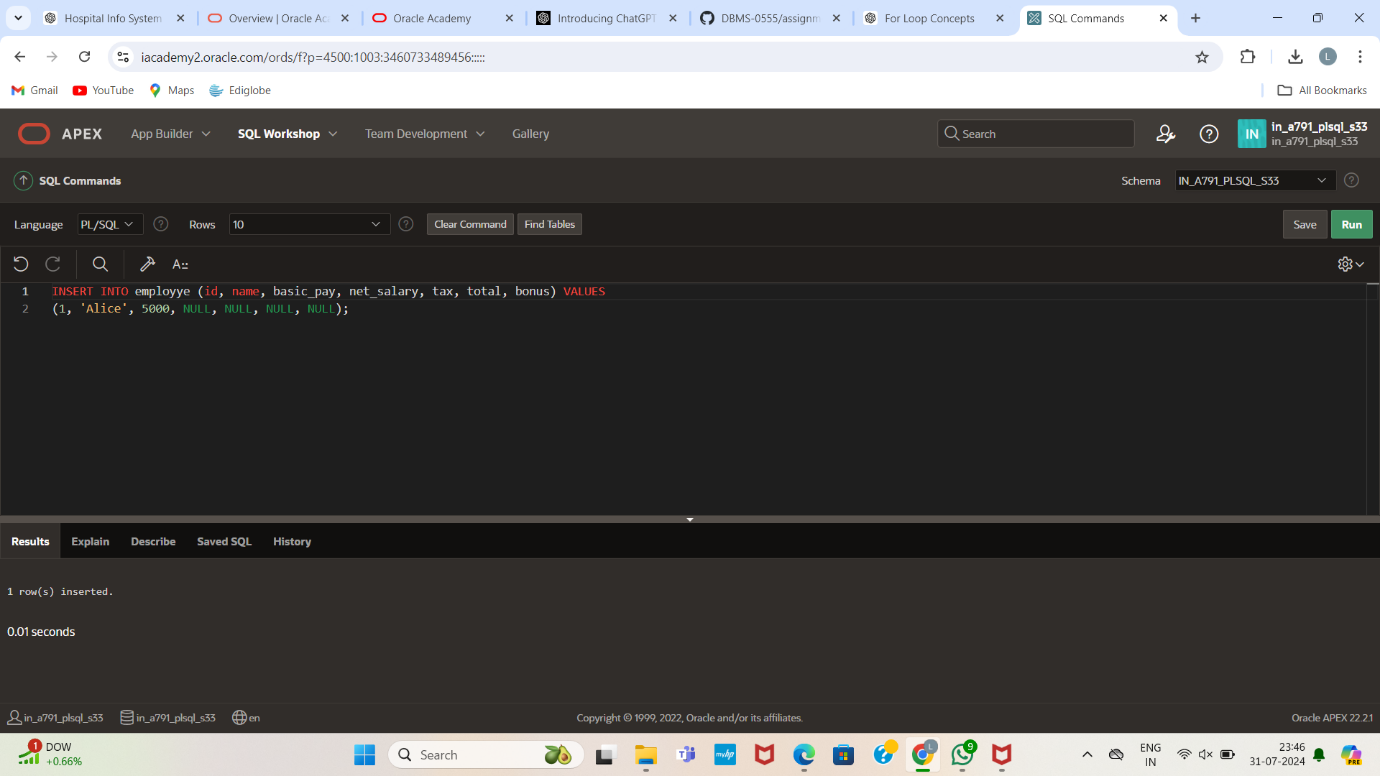 Hospital Info System
Overview | Oracle Aca
Oracle Academy
Introducing ChatGPT
DBMS-0555/assignm
For Loop Concepts
SQL Commands
iacademy2.oracle.com/ords/f?p=4500:1003:3460733489456:::::
L
Gmail
YouTube
Maps
Ediglobe
All Bookmarks
APEX
App Builder
SQL Workshop
Team Development
Gallery
Search
IN
in_a791_plsql_s33
in_a791_plsql_s33
SQL Commands
Schema
IN_A791_PLSQL_S33
Language
PL/SQL
Rows
10
Clear Command
Find Tables
Save
Run
A::
1 INSERT INTO employye (id, name, basic_pay, net_salary, tax, total, bonus) VALUES
2 (1, 'Alice', 5000, NULL, NULL, NULL, NULL);
Results
Explain
Describe
Saved SQL
History
1 row(s) inserted.
0.01 seconds
in_a791_plsql_s33
in_a791_plsql_s33
en
Copyright © 1999, 2022, Oracle and/or its affiliates.
Oracle APEX 22.2.1
1
DOW
+0.66%
Search
myhp
L
9
ENG
IN
23:46
31-07-2024
PRE